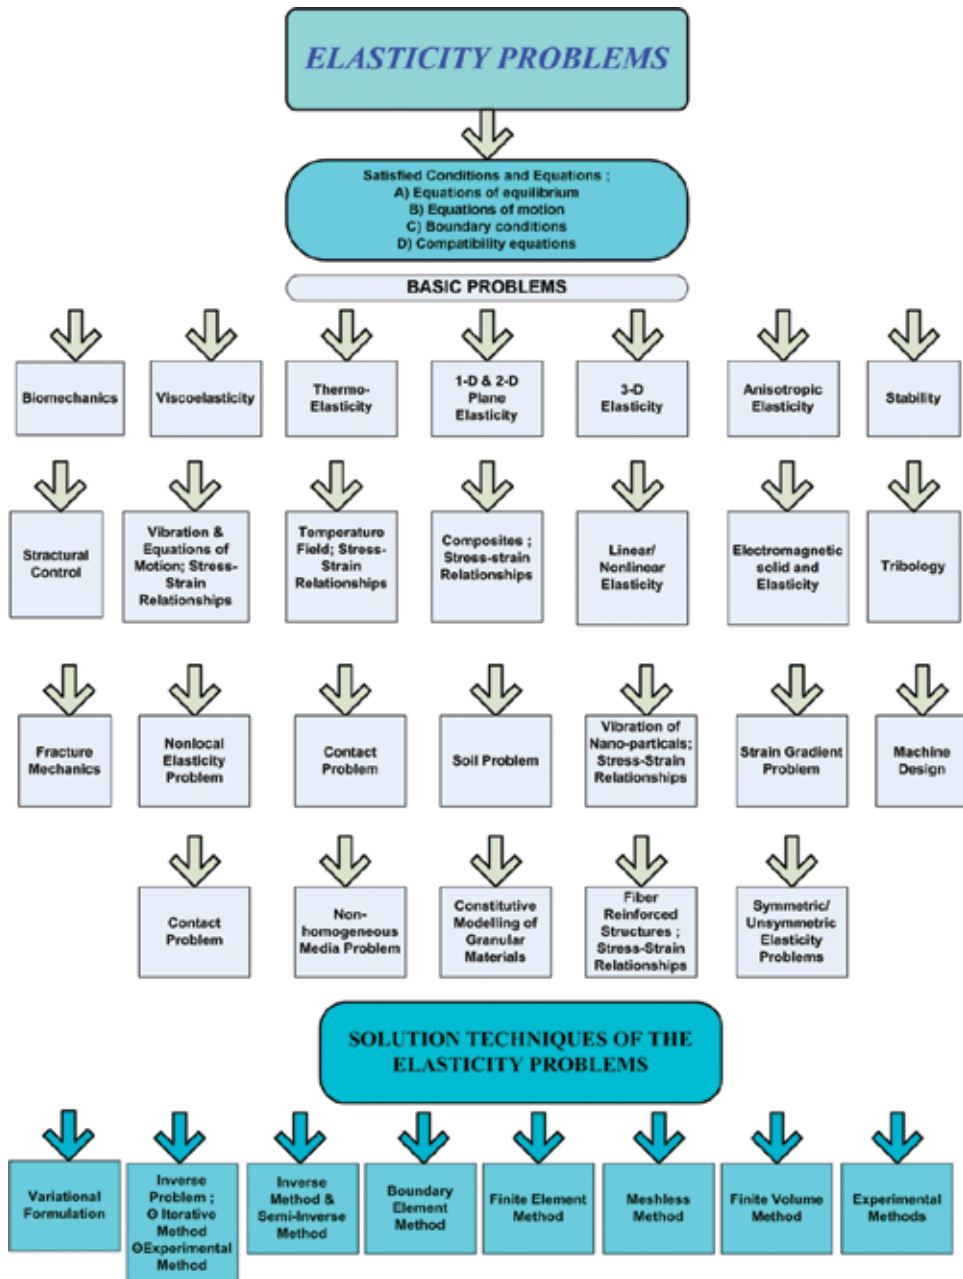 ELASTICITY PROBLEMS
Satisfied Conditions and Equations ;
A) Equations of equilibrium
B) Equations of motion
C) Boundary conditions
D) Compatibility equations
BASIC PROBLEMS
Biomechanics
Viscoelasticity
Thermo-
Elasticity
1-D & 2-D
Plane
Elasticity
3-D
Elasticity
Anisotropic
Elasticity
Stability
Stractural
Control
Vibration &
Equations of
Motion; Stress-
Strain
Relationships
Temperature
Field; Stress-
Strain
Relationships
Composites ;
Stress-strain
Relationships
Linear/
Nonlinear
Elasticity
Electromagnetic
solid and
Elasticity
Tribology
Fracture
Mechanics
Nonlocal
Elasticity
Problem
Contact
Problem
Soil Problem
Vibration of
Nano-particals;
Stress-Strain
Relationships
Strain Gradient
Problem
Machine
Design
Contact
Problem
Non-
homogeneous
Media Problem
Constitutive
Modelling of
Granular
Materials
Fiber
Reinforced
Structures ;
Stress-Strain
Relationships
Symmetric/
Unsymmetric
Elasticity
Problems
SOLUTION TECHNIQUES OF THE
ELASTICITY PROBLEMS
Variational
Formulation
Inverse
Problem ;
ʘ Iterative
Method
ʘExperimental
Method
Inverse
Method &
Semi-Inverse
Method
Boundary
Element
Method
Finite Element
Method
Meshless
Method
Finite Volume
Method
Experimental
Methods